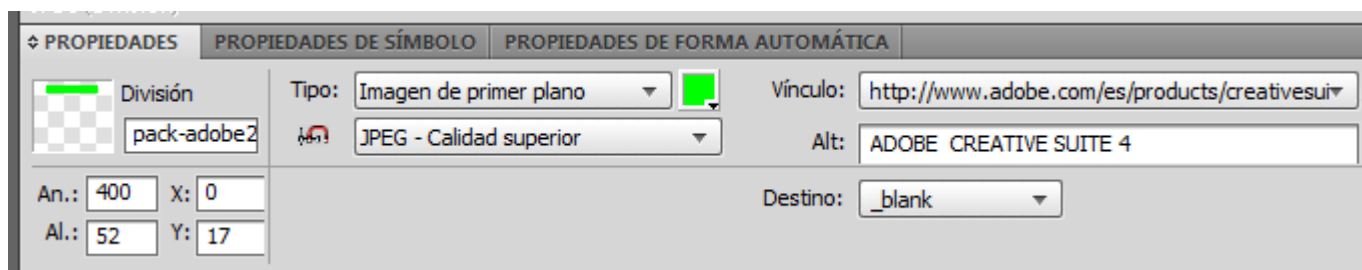 PROPIEDADES PROPIEDADES DE SÍMBOLO PROPIEDADES DE FORMA AUTOMÁTICA
División Tipo: Imagen de primer plano Vínculo: http://www.adobe.com/es/products/creativesui
pack-adobe2 JPEG - Calidad superior Alt: ADOBE CREATIVE SUITE 4
An.: 400 X: 0 Destino: _blank
Al.: 52 Y: 17